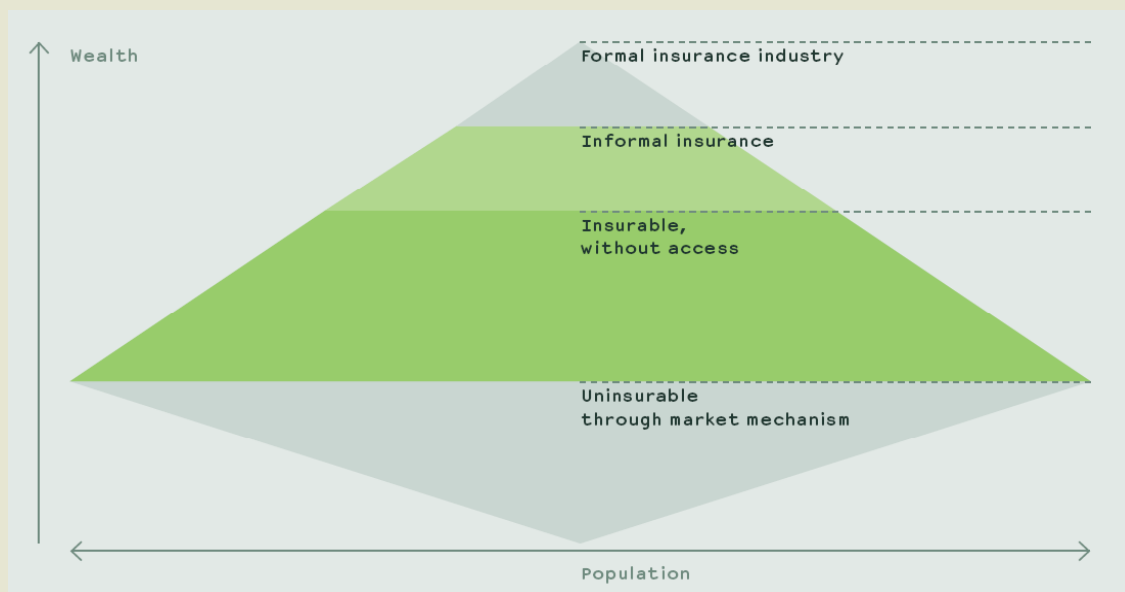 Wealth
Formal insurance industry
Informal insurance
Insurable,
without access
Uninsurable
through market mechanism
Population